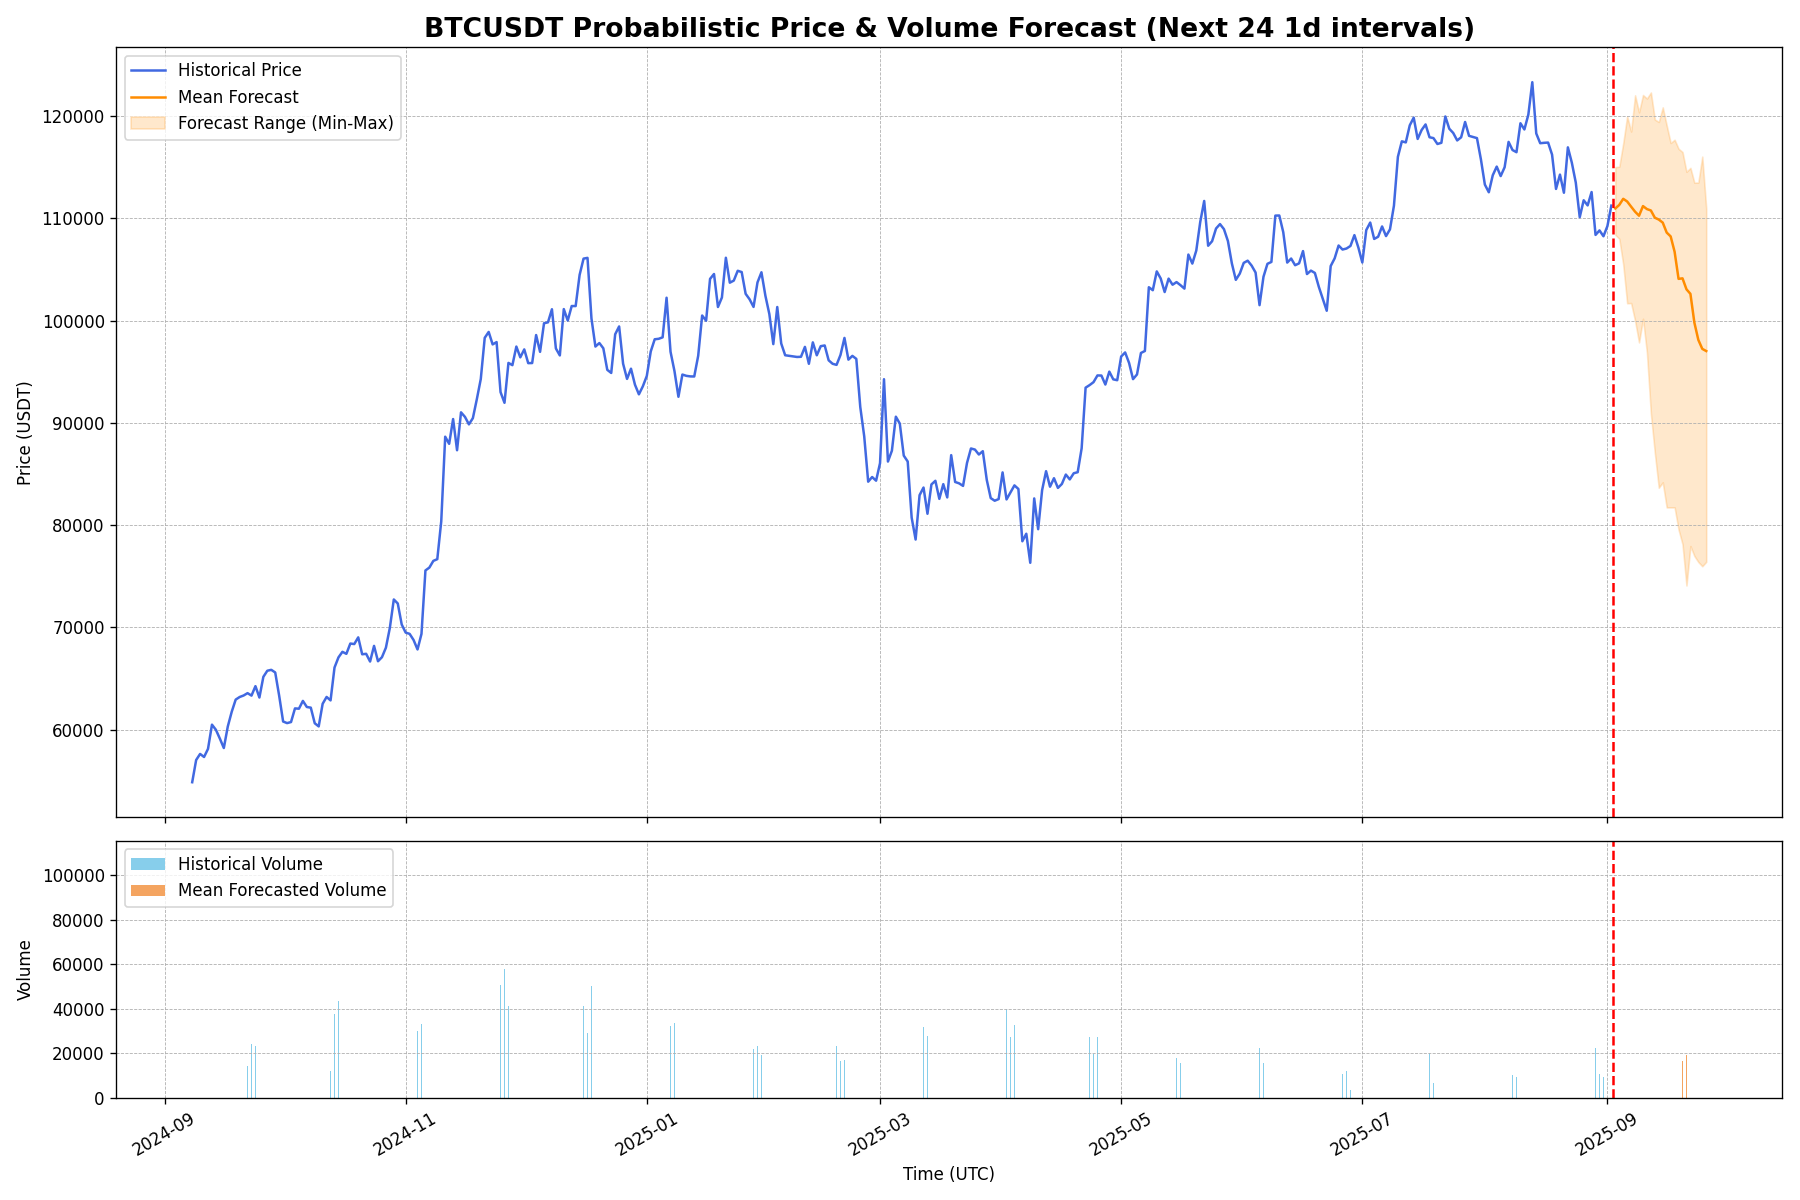 BTCUSDT Probabilistic Price & Volume Forecast (Next 24 1d intervals)
Historical Price
Mean Forecast
Forecast Range (Min-Max)
120000
110000
100000
90000
80000
70000
60000
Price (USDT)
Historical Volume
Mean Forecasted Volume
100000
80000
60000
40000
20000
0
Volume
2024-09
2024-11
2025-01
2025-03
2025-05
2025-07
2025-09
Time (UTC)